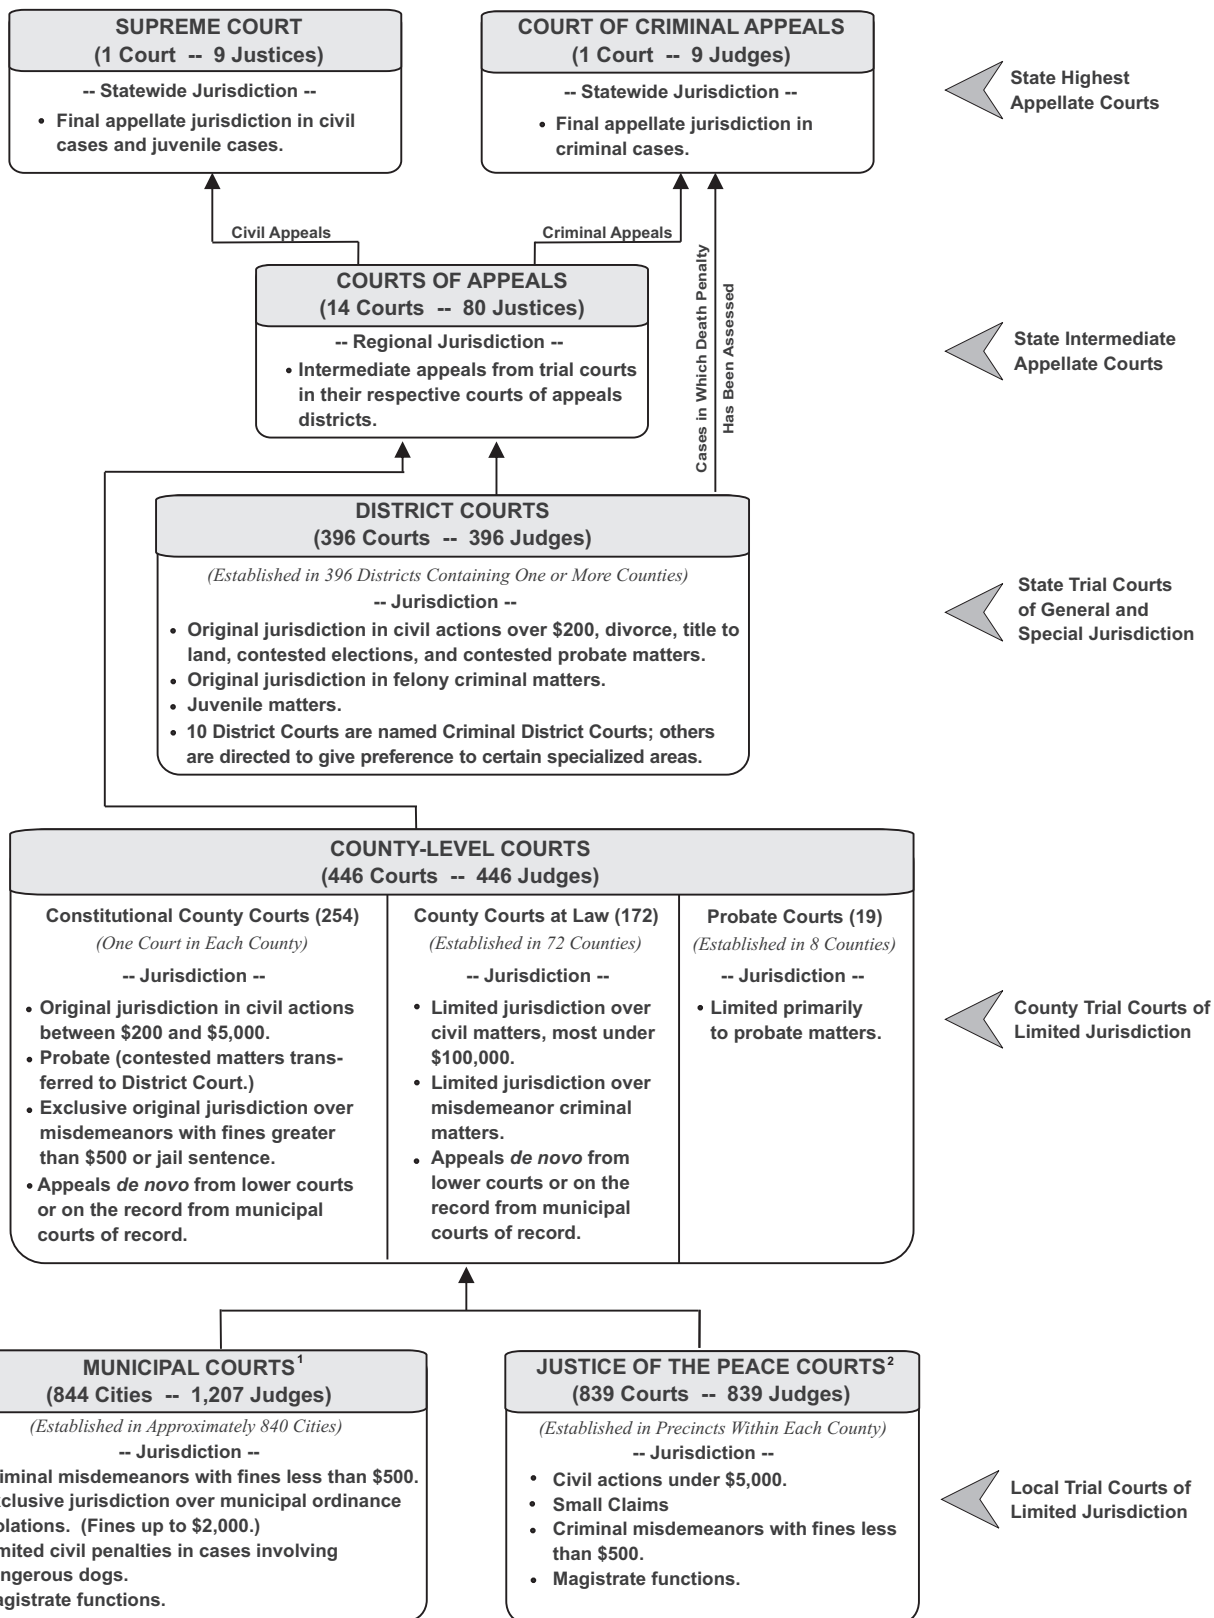 SUPREME COURT
(1 Court -- 9 Justices)
-- Statewide Jurisdiction --
• Final appellate jurisdiction in civil
cases and juvenile cases.
COURT OF CRIMINAL APPEALS
(1 Court -- 9 Judges)
-- Statewide Jurisdiction --
• Final appellate jurisdiction in
criminal cases.
State Highest
Appellate Courts
Civil Appeals
Criminal Appeals
Cases in Which Death Penalty
Has Been Assessed
COURTS OF APPEALS
(14 Courts -- 80 Justices)
-- Regional Jurisdiction --
• Intermediate appeals from trial courts
in their respective courts of appeals
districts.
State Intermediate
Appellate Courts
DISTRICT COURTS
(396 Courts -- 396 Judges)
(Established in 396 Districts Containing One or More Counties)
-- Jurisdiction --
• Original jurisdiction in civil actions over $200, divorce, title to
land, contested elections, and contested probate matters.
• Original jurisdiction in felony criminal matters.
• Juvenile matters.
• 10 District Courts are named Criminal District Courts; others
are directed to give preference to certain specialized areas.
State Trial Courts
of General and
Special Jurisdiction
COUNTY-LEVEL COURTS
(446 Courts -- 446 Judges)
Constitutional County Courts (254)
(One Court in Each County)
-- Jurisdiction --
• Original jurisdiction in civil actions
between $200 and $5,000.
• Probate (contested matters trans-
ferred to District Court.)
• Exclusive original jurisdiction over
misdemeanors with fines greater
than $500 or jail sentence.
• Appeals de novo from lower courts
or on the record from municipal
courts of record.
County Courts at Law (172)
(Established in 72 Counties)
-- Jurisdiction --
• Limited jurisdiction over
civil matters, most under
$100,000.
• Limited jurisdiction over
misdemeanor criminal
matters.
• Appeals de novo from
lower courts or on the
record from municipal
courts of record.
Probate Courts (19)
(Established in 8 Counties)
-- Jurisdiction --
• Limited primarily
to probate matters.
County Trial Courts of
Limited Jurisdiction
MUNICIPAL COURTS¹
(844 Cities -- 1,207 Judges)
(Established in Approximately 840 Cities)
-- Jurisdiction --
misdemeanors with fines less than $500.
jurisdiction over municipal ordinance
(Fines up to $2,000.)
civil penalties in cases involving
dogs.
functions.
JUSTICE OF THE PEACE COURTS²
(839 Courts -- 839 Judges)
(Established in Precincts Within Each County)
-- Jurisdiction --
• Civil actions under $5,000.
• Small Claims
• Criminal misdemeanors with fines less
than $500.
• Magistrate functions.
Local Trial Courts of
Limited Jurisdiction